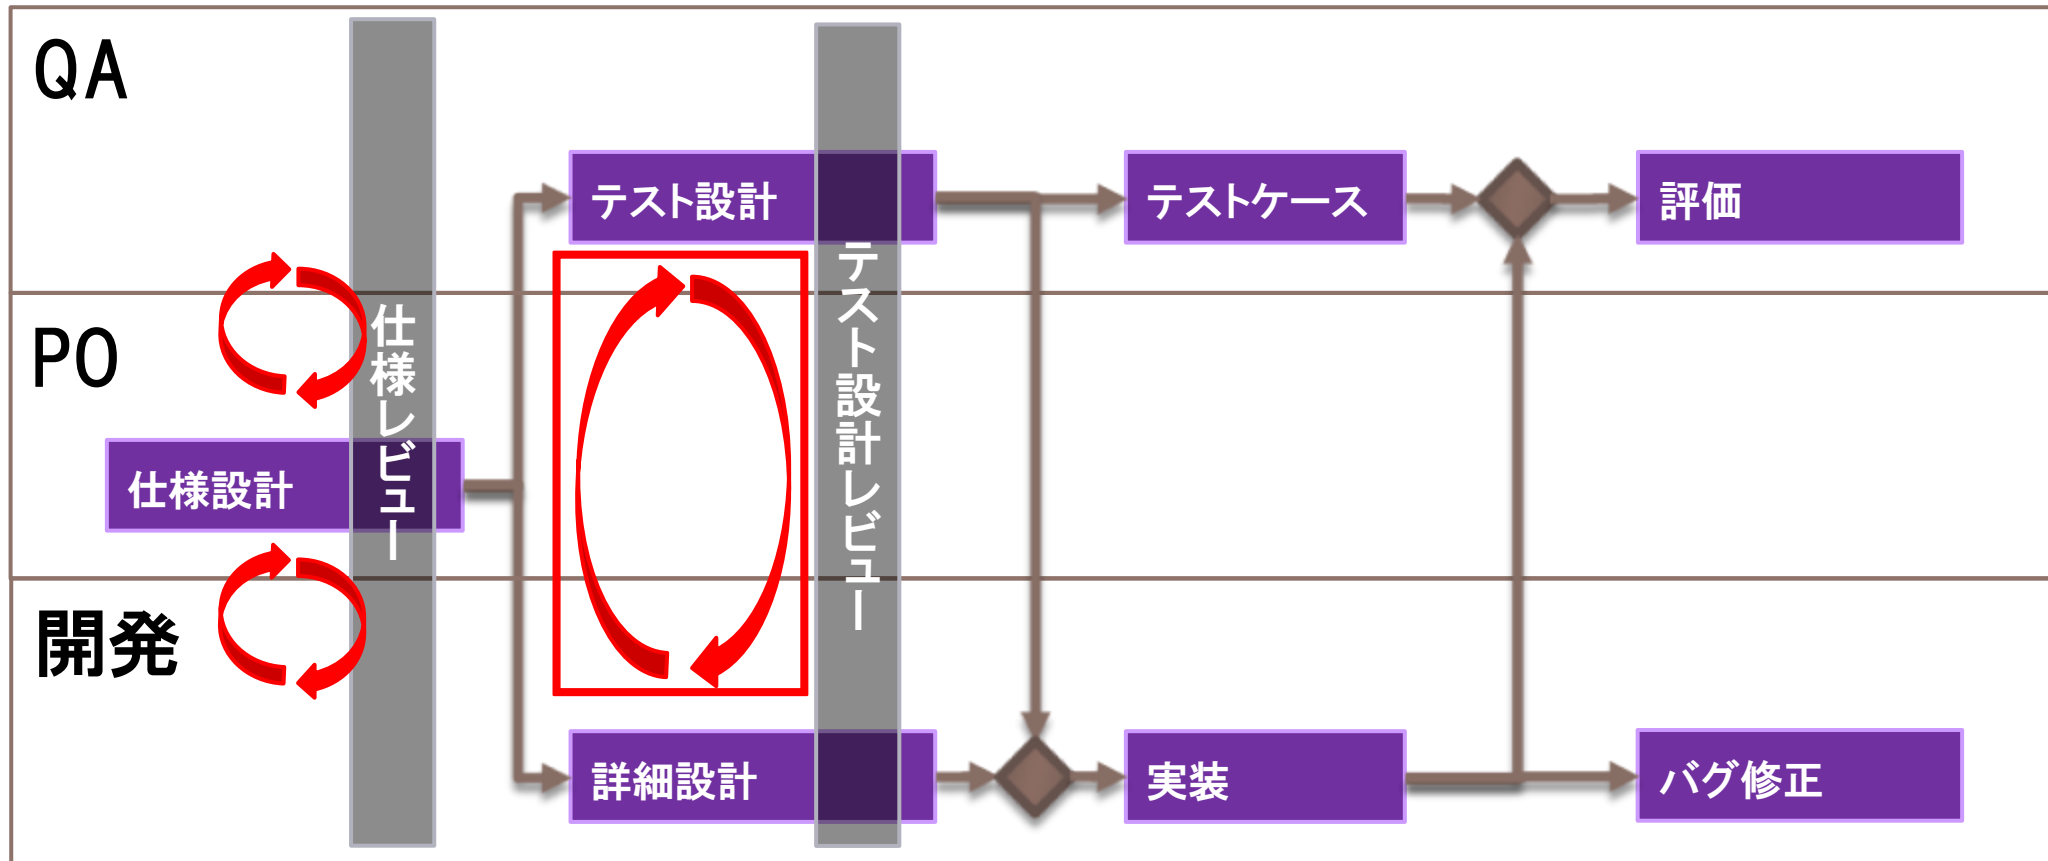 QA
テスト設計
テストケース
評価
PO
仕様設計
仕様レビュー
テスト設計レビュー
開発
詳細設計
実装
バグ修正